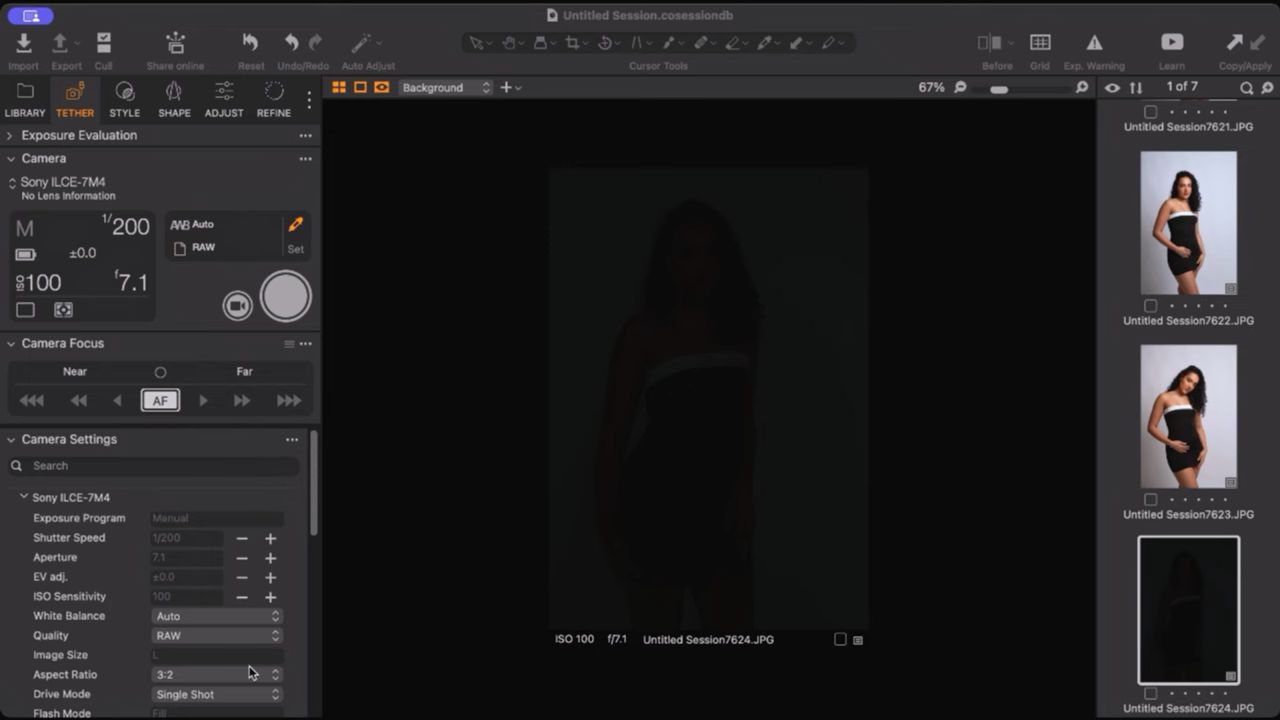 Untitled Session.cosessiondb
Import
Export
Cull
Share online
Reset
Undo/Redo
Auto Adjust
Cursor Tools
Before
Grid
Exp. Warning
Learn
Copy/Apply
LIBRARY
TETHER
STYLE
SHAPE
ADJUST
REFINE
Background
67%
1 of 7
Exposure Evaluation
Camera
Sony ILCE-7M4
No Lens Information
M
1/200
±0.0
ISO 100
f7.1
AWB Auto
RAW
Set
Camera Focus
Near
Far
AF
Camera Settings
Search
Sony ILCE-7M4
Exposure Program Manual
Shutter Speed 1/200
Aperture 7.1
EV adj. ±0.0
ISO Sensitivity 100
White Balance Auto
Quality RAW
Image Size L
Aspect Ratio 3:2
Drive Mode Single Shot
Flash Mode Fill
ISO 100 f/7.1 Untitled Session7624.JPG
Untitled Session7621.JPG
Untitled Session7622.JPG
Untitled Session7623.JPG
Untitled Session7624.JPG